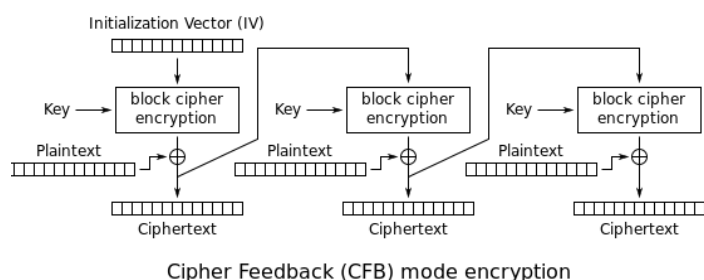 Initialization Vector (IV)
Key
block cipher
encryption
Key
block cipher
encryption
Key
block cipher
encryption
Plaintext
Plaintext
Plaintext
Ciphertext
Ciphertext
Ciphertext
Cipher Feedback (CFB) mode encryption